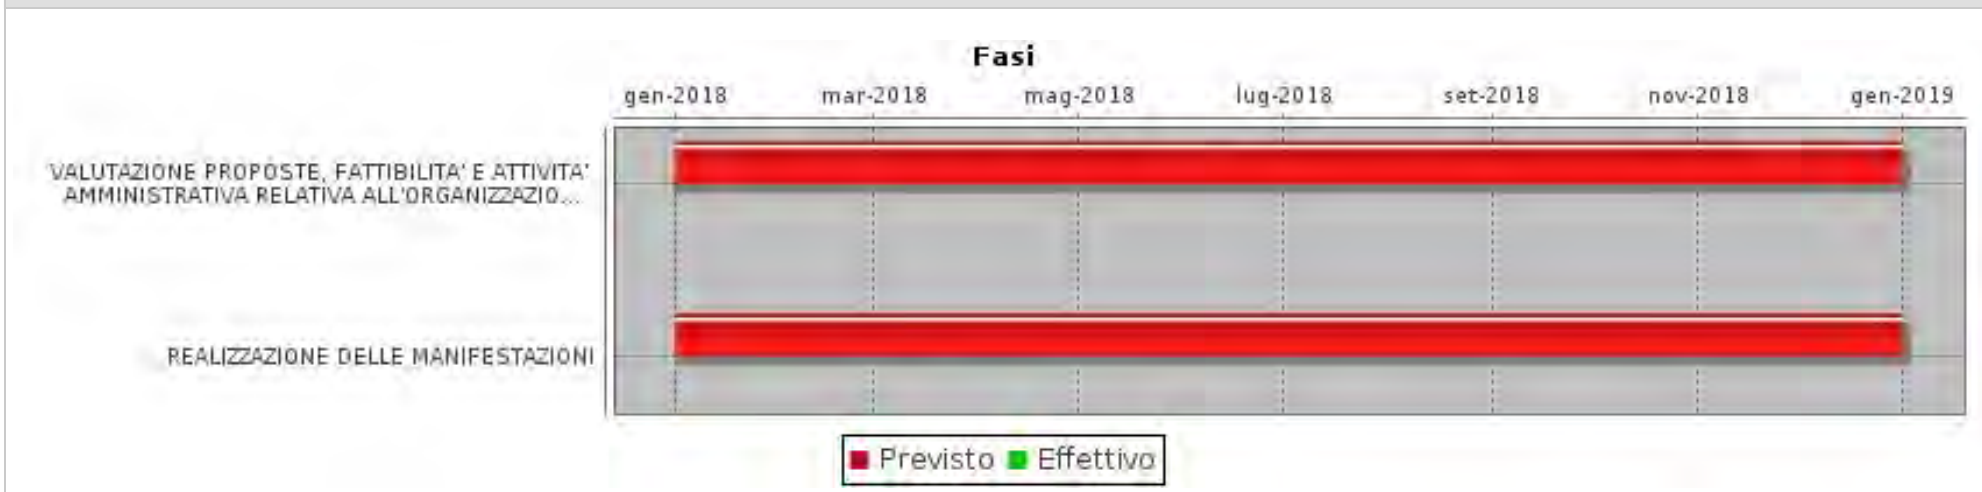 Fasi
gen-2018 mar-2018 mag-2018 lug-2018 set-2018 nov-2018 gen-2019
VALUTAZIONE PROPOSTE, FATTIBILITA' E ATTIVITA'
AMMINISTRATIVA RELATIVA ALL'ORGANIZZAZIO...
REALIZZAZIONE DELLE MANIFESTAZIONI
Previsto Effettivo